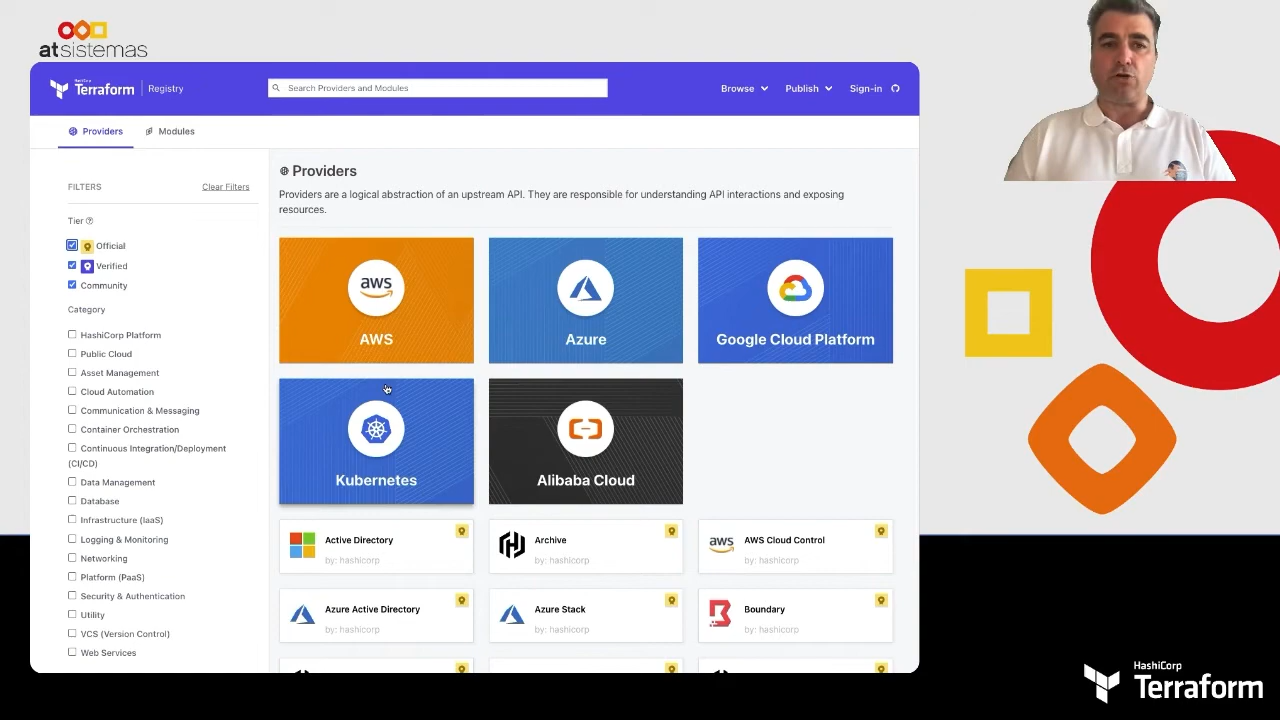 atsistemas
HashiCorp
Terraform
Registry
Search Providers and Modules
Browse
Publish
Sign-in
Providers
Modules
FILTERS
Clear Filters
Tier
Official
Verified
Community
Category
HashiCorp Platform
Public Cloud
Asset Management
Cloud Automation
Communication & Messaging
Container Orchestration
Continuous Integration/Deployment
(CI/CD)
Data Management
Database
Infrastructure (IaaS)
Logging & Monitoring
Networking
Platform (PaaS)
Security & Authentication
Utility
VCS (Version Control)
Web Services
Providers
Providers are a logical abstraction of an upstream API. They are responsible for understanding API interactions and exposing
resources.
aws
AWS
Azure
Google Cloud Platform
Kubernetes
Alibaba Cloud
Active Directory
by: hashicorp
Archive
by: hashicorp
aws
AWS Cloud Control
by: hashicorp
Azure Active Directory
by: hashicorp
Azure Stack
by: hashicorp
Boundary
by: hashicorp
HashiCorp
Terraform